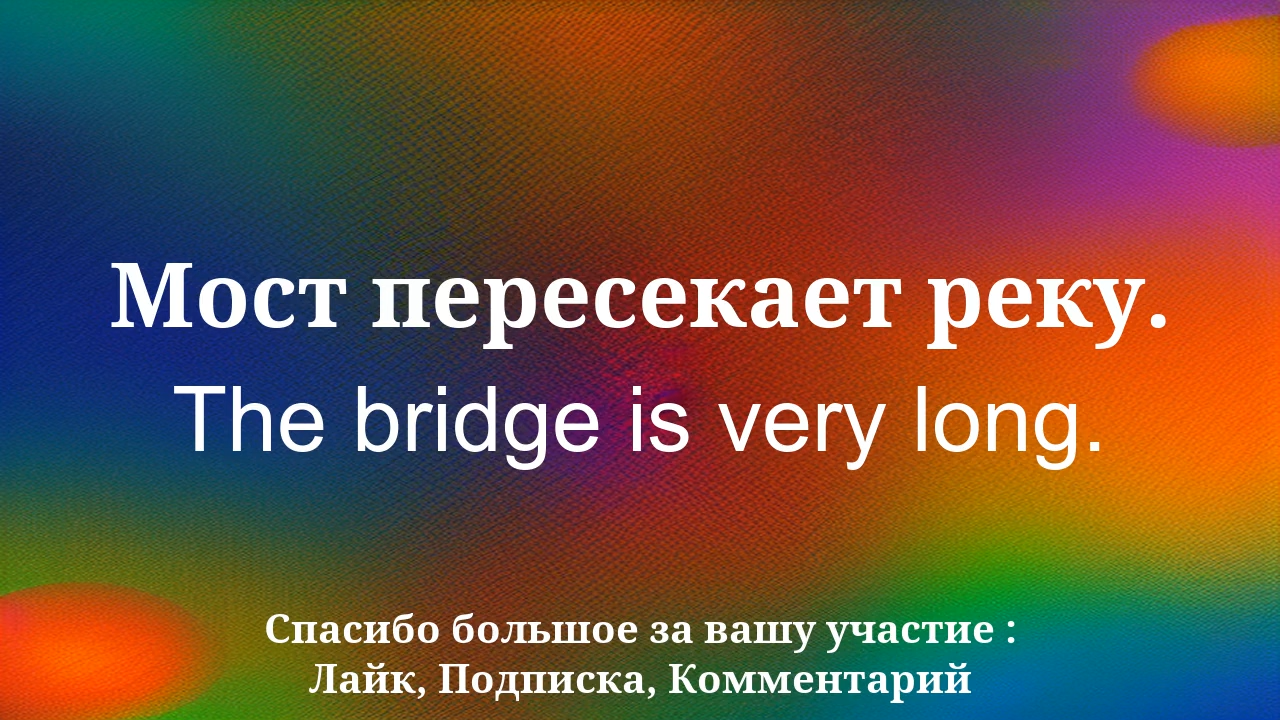 Мост пересекает реку.
The bridge is very long.
Спасибо большое за вашу участие :
Лайк, Подписка, Комментарий